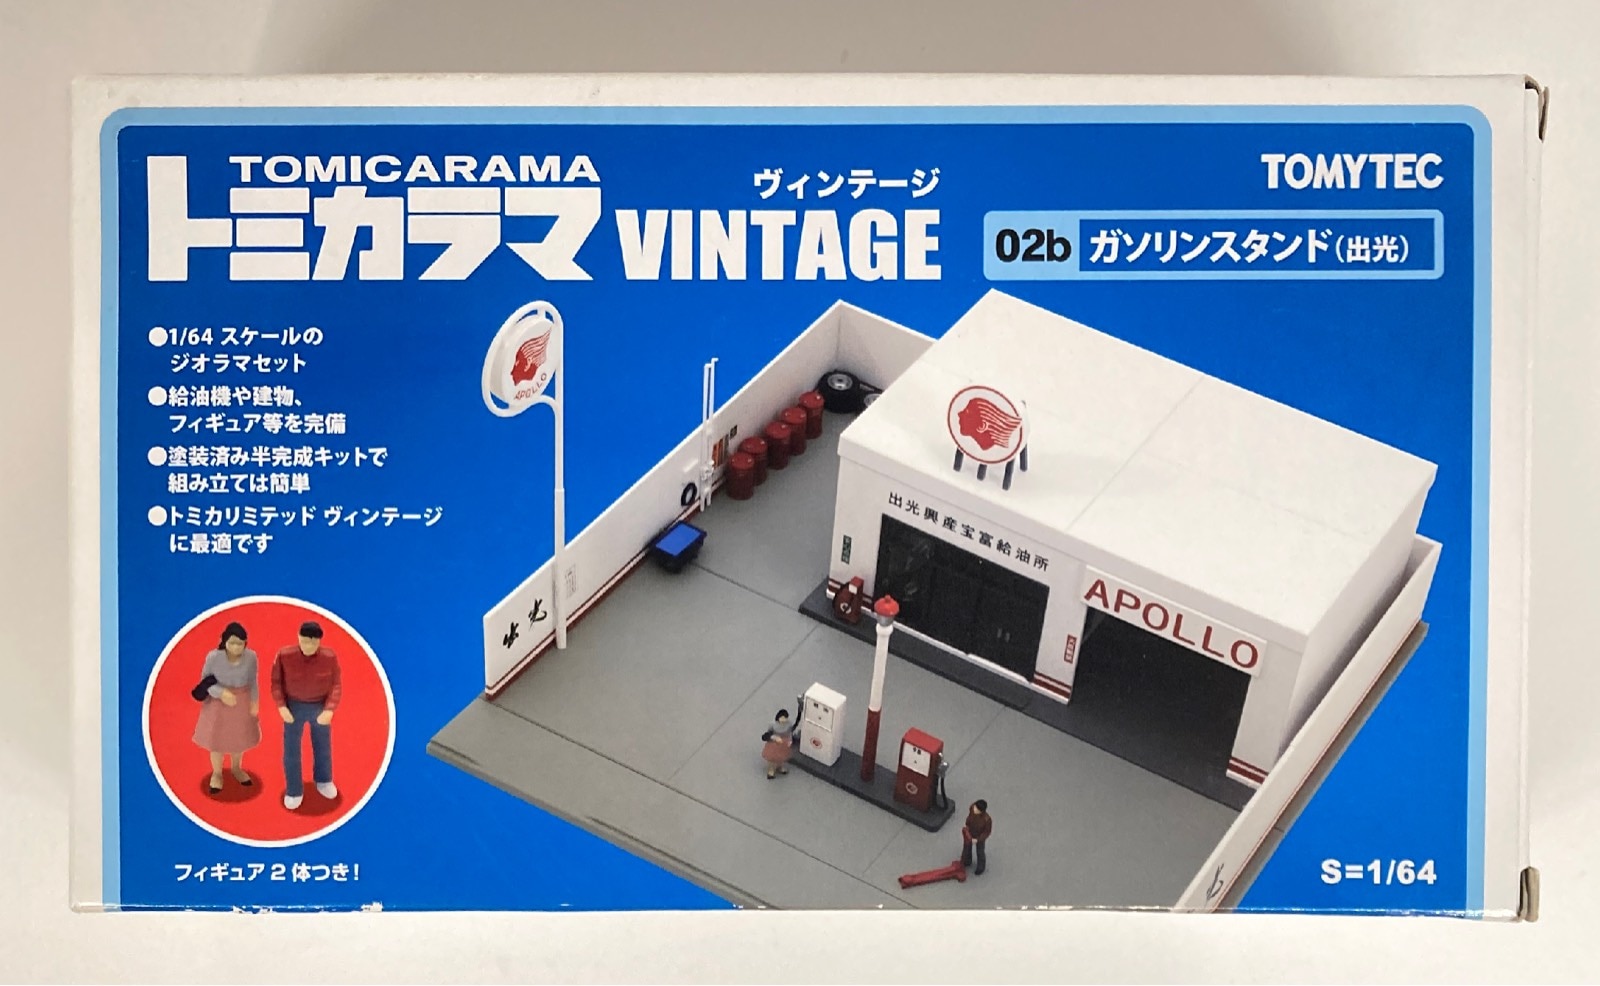 TOMICARAMA
トミカラマ
ヴィンテージ
VINTAGE
TOMYTEC
02b ガソリンスタンド(出光)
●1/64 スケールの
ジオラマセット
●給油機や建物、
フィギュア等を完備
●塗装済み半完成キットで
組み立ては簡単
●トミカリミテッド ヴィンテージ
に最適です
APOLLO
出光興産宝富給油所
APOLLO
出光
フィギュア2体つき!
S=1/64